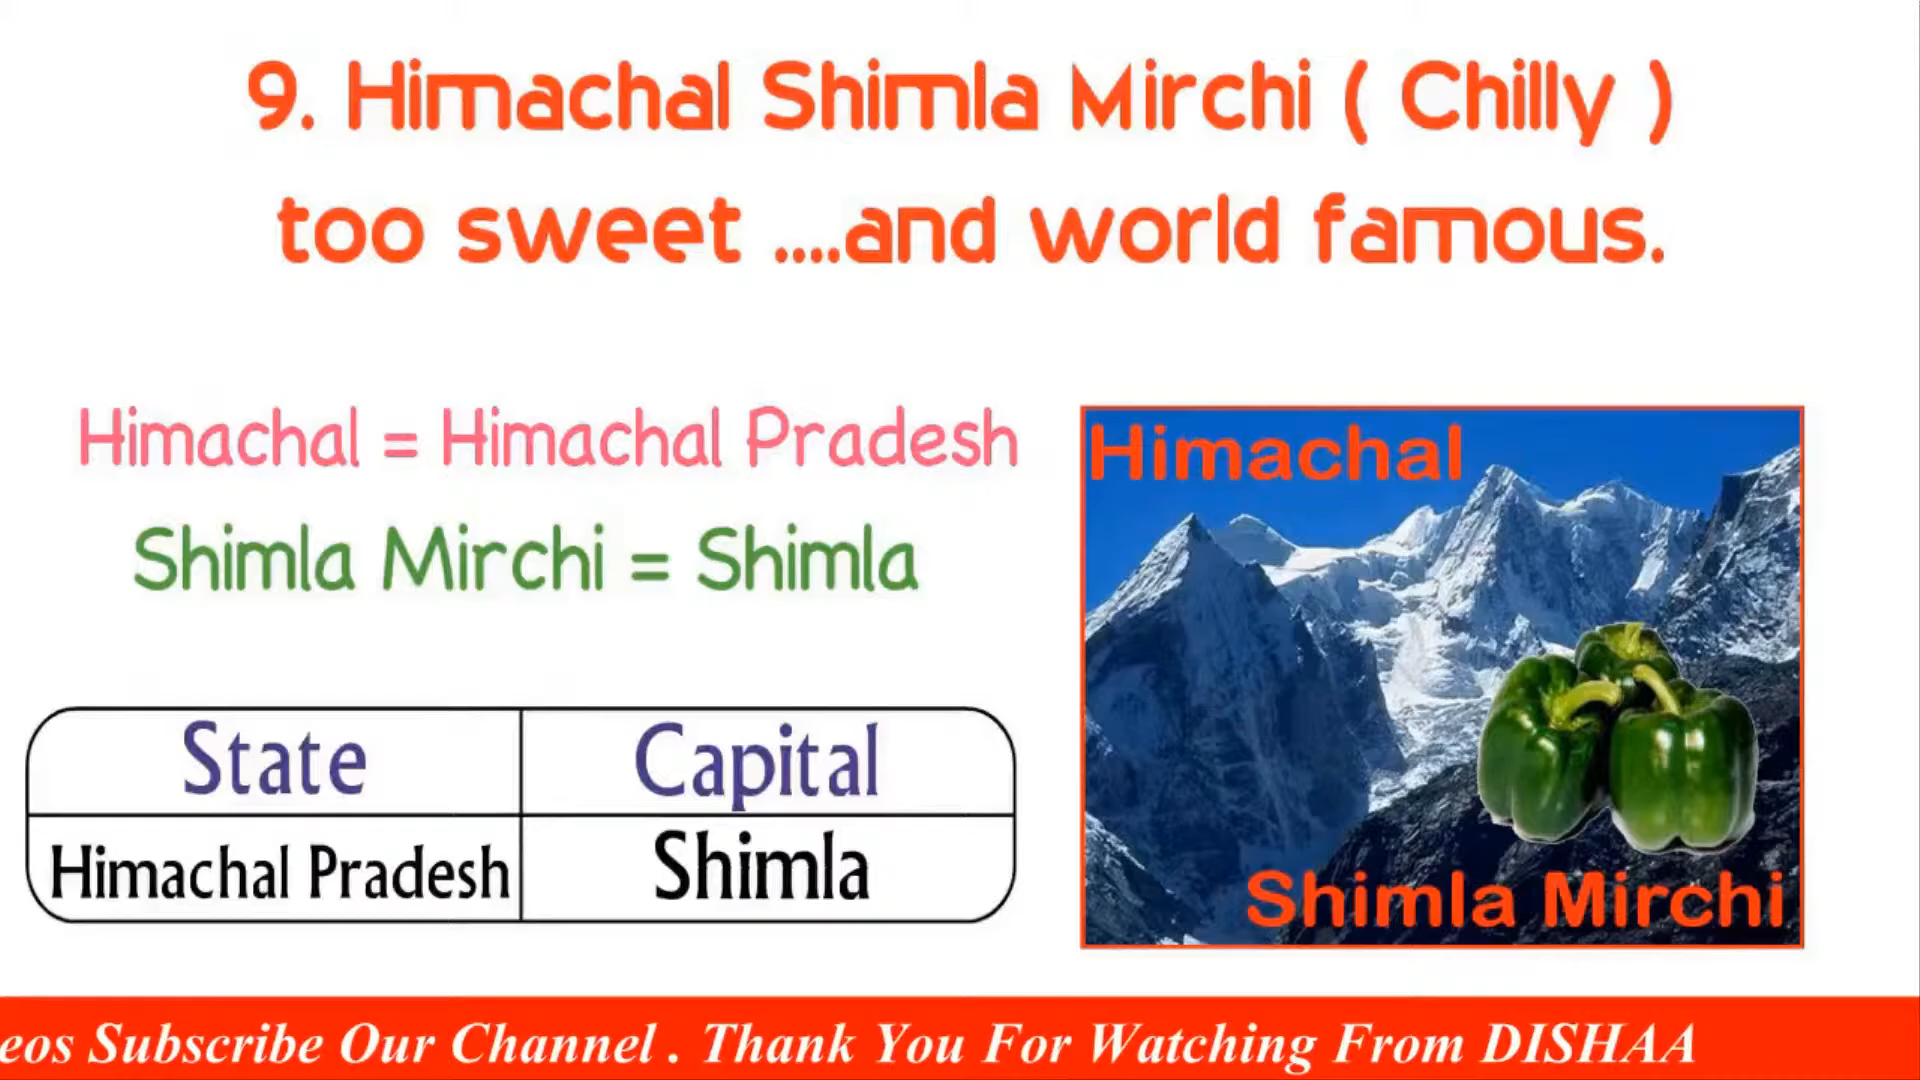 9. Himachal Shimla Mirchi ( Chilly )
too sweet ....and world famous.
Himachal = Himachal Pradesh
Shimla Mirchi = Shimla
State Capital
Himachal Pradesh Shimla
Himachal
Shimla Mirchi
eos Subscribe Our Channel . Thank You For Watching From DISHAA